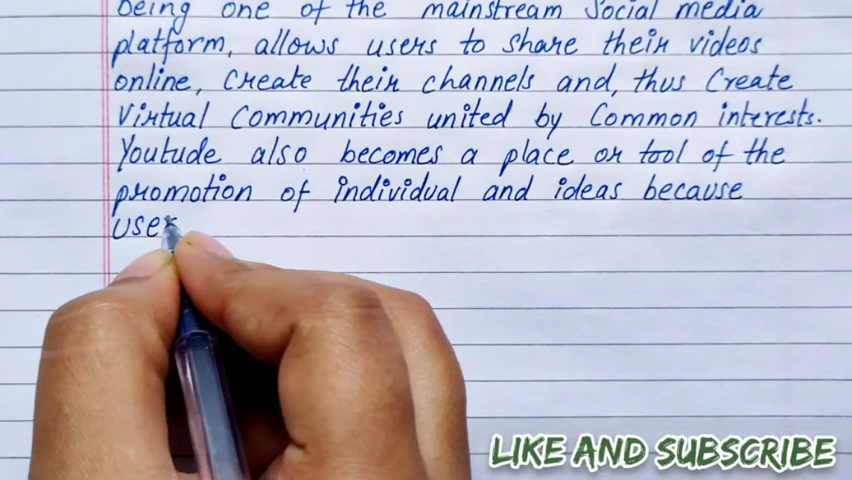 being one of the mainstream social media
platform, allows users to share their videos
online, create their channels and, thus create
Virtual Communities united by Common interests.
Youtude also becomes a place or tool of the
promotion of individual and ideas because
user
LIKE AND SUBSCRIBE